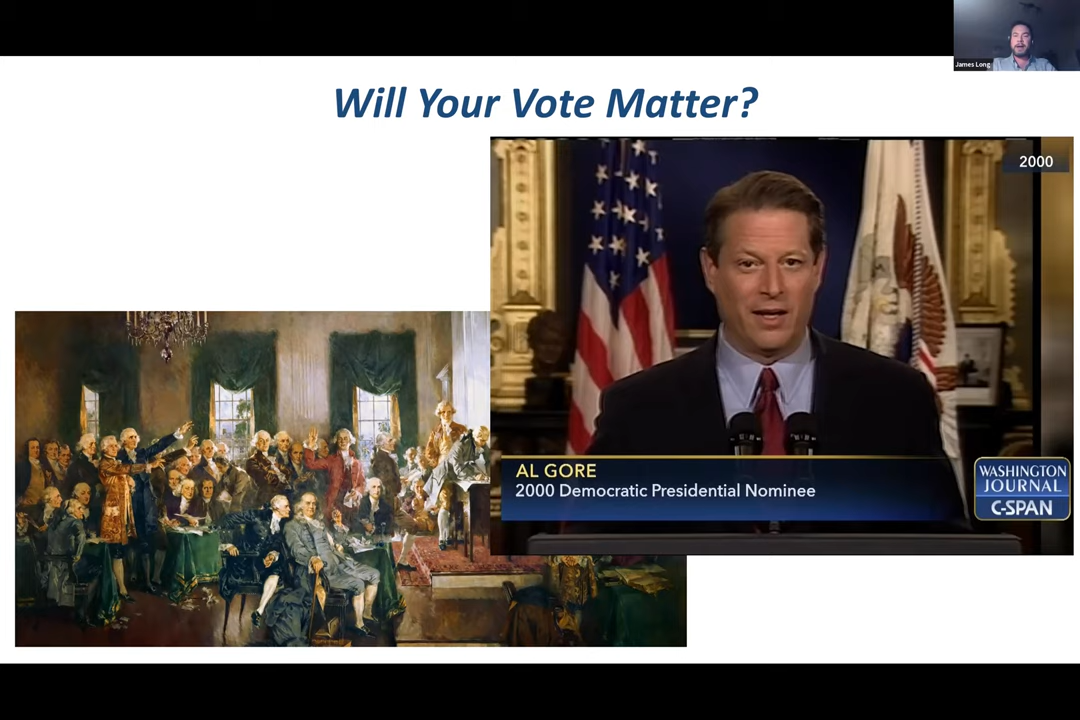 James Long
Will Your Vote Matter?
2000
AL GORE
2000 Democratic Presidential Nominee
WASHINGTON
JOURNAL
C-SPAN